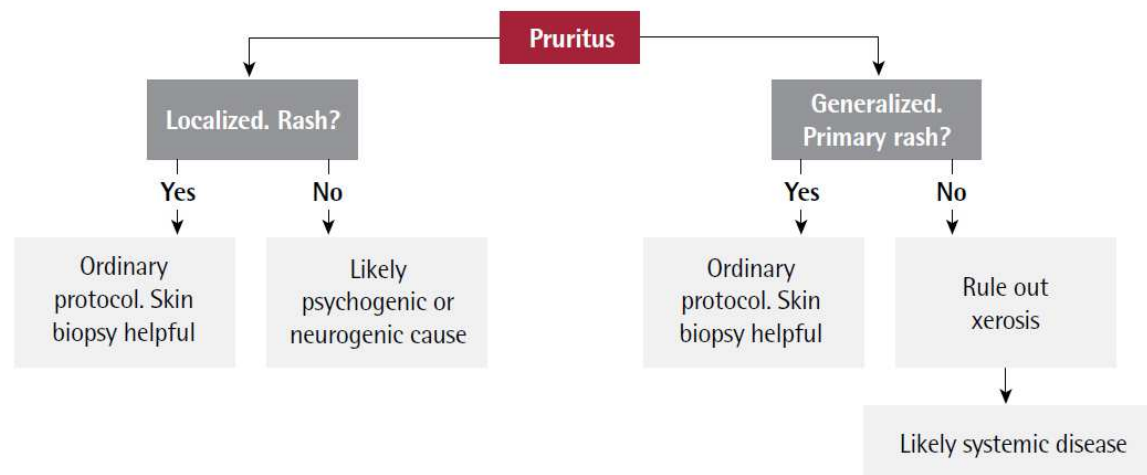 Pruritus
Localized. Rash?
Generalized.
Primary rash?
Yes
No
Yes
No
Ordinary
protocol. Skin
biopsy helpful
Likely
psychogenic or
neurogenic cause
Ordinary
protocol. Skin
biopsy helpful
Rule out
xerosis
Likely systemic disease